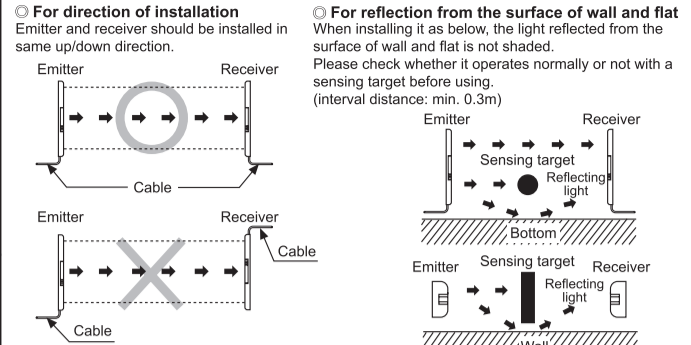 ◎ For direction of installation
Emitter and receiver should be installed in
same up/down direction.
Emitter
Receiver
Cable
Emitter
Receiver
Cable
Cable
◎ For reflection from the surface of wall and flat
When installing it as below, the light reflected from the
surface of wall and flat is not shaded.
Please check whether it operates normally or not with a
sensing target before using.
(interval distance: min. 0.3m)
Emitter
Receiver
Sensing target
Reflecting
light
Bottom
Emitter
Sensing target
Receiver
Reflecting
light
Wall